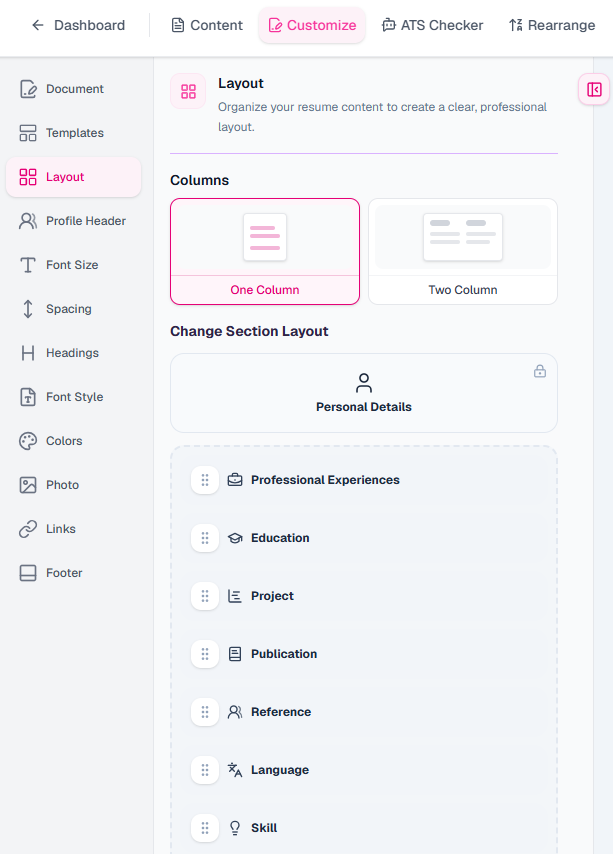 Dashboard
Content
Customize
ATS Checker
Rearrange
Document
Templates
Layout
Profile Header
Font Size
Spacing
Headings
Font Style
Colors
Photo
Links
Footer
Layout
Organize your resume content to create a clear, professional
layout.
Columns
One Column
Two Column
Change Section Layout
Personal Details
Professional Experiences
Education
Project
Publication
Reference
Language
Skill